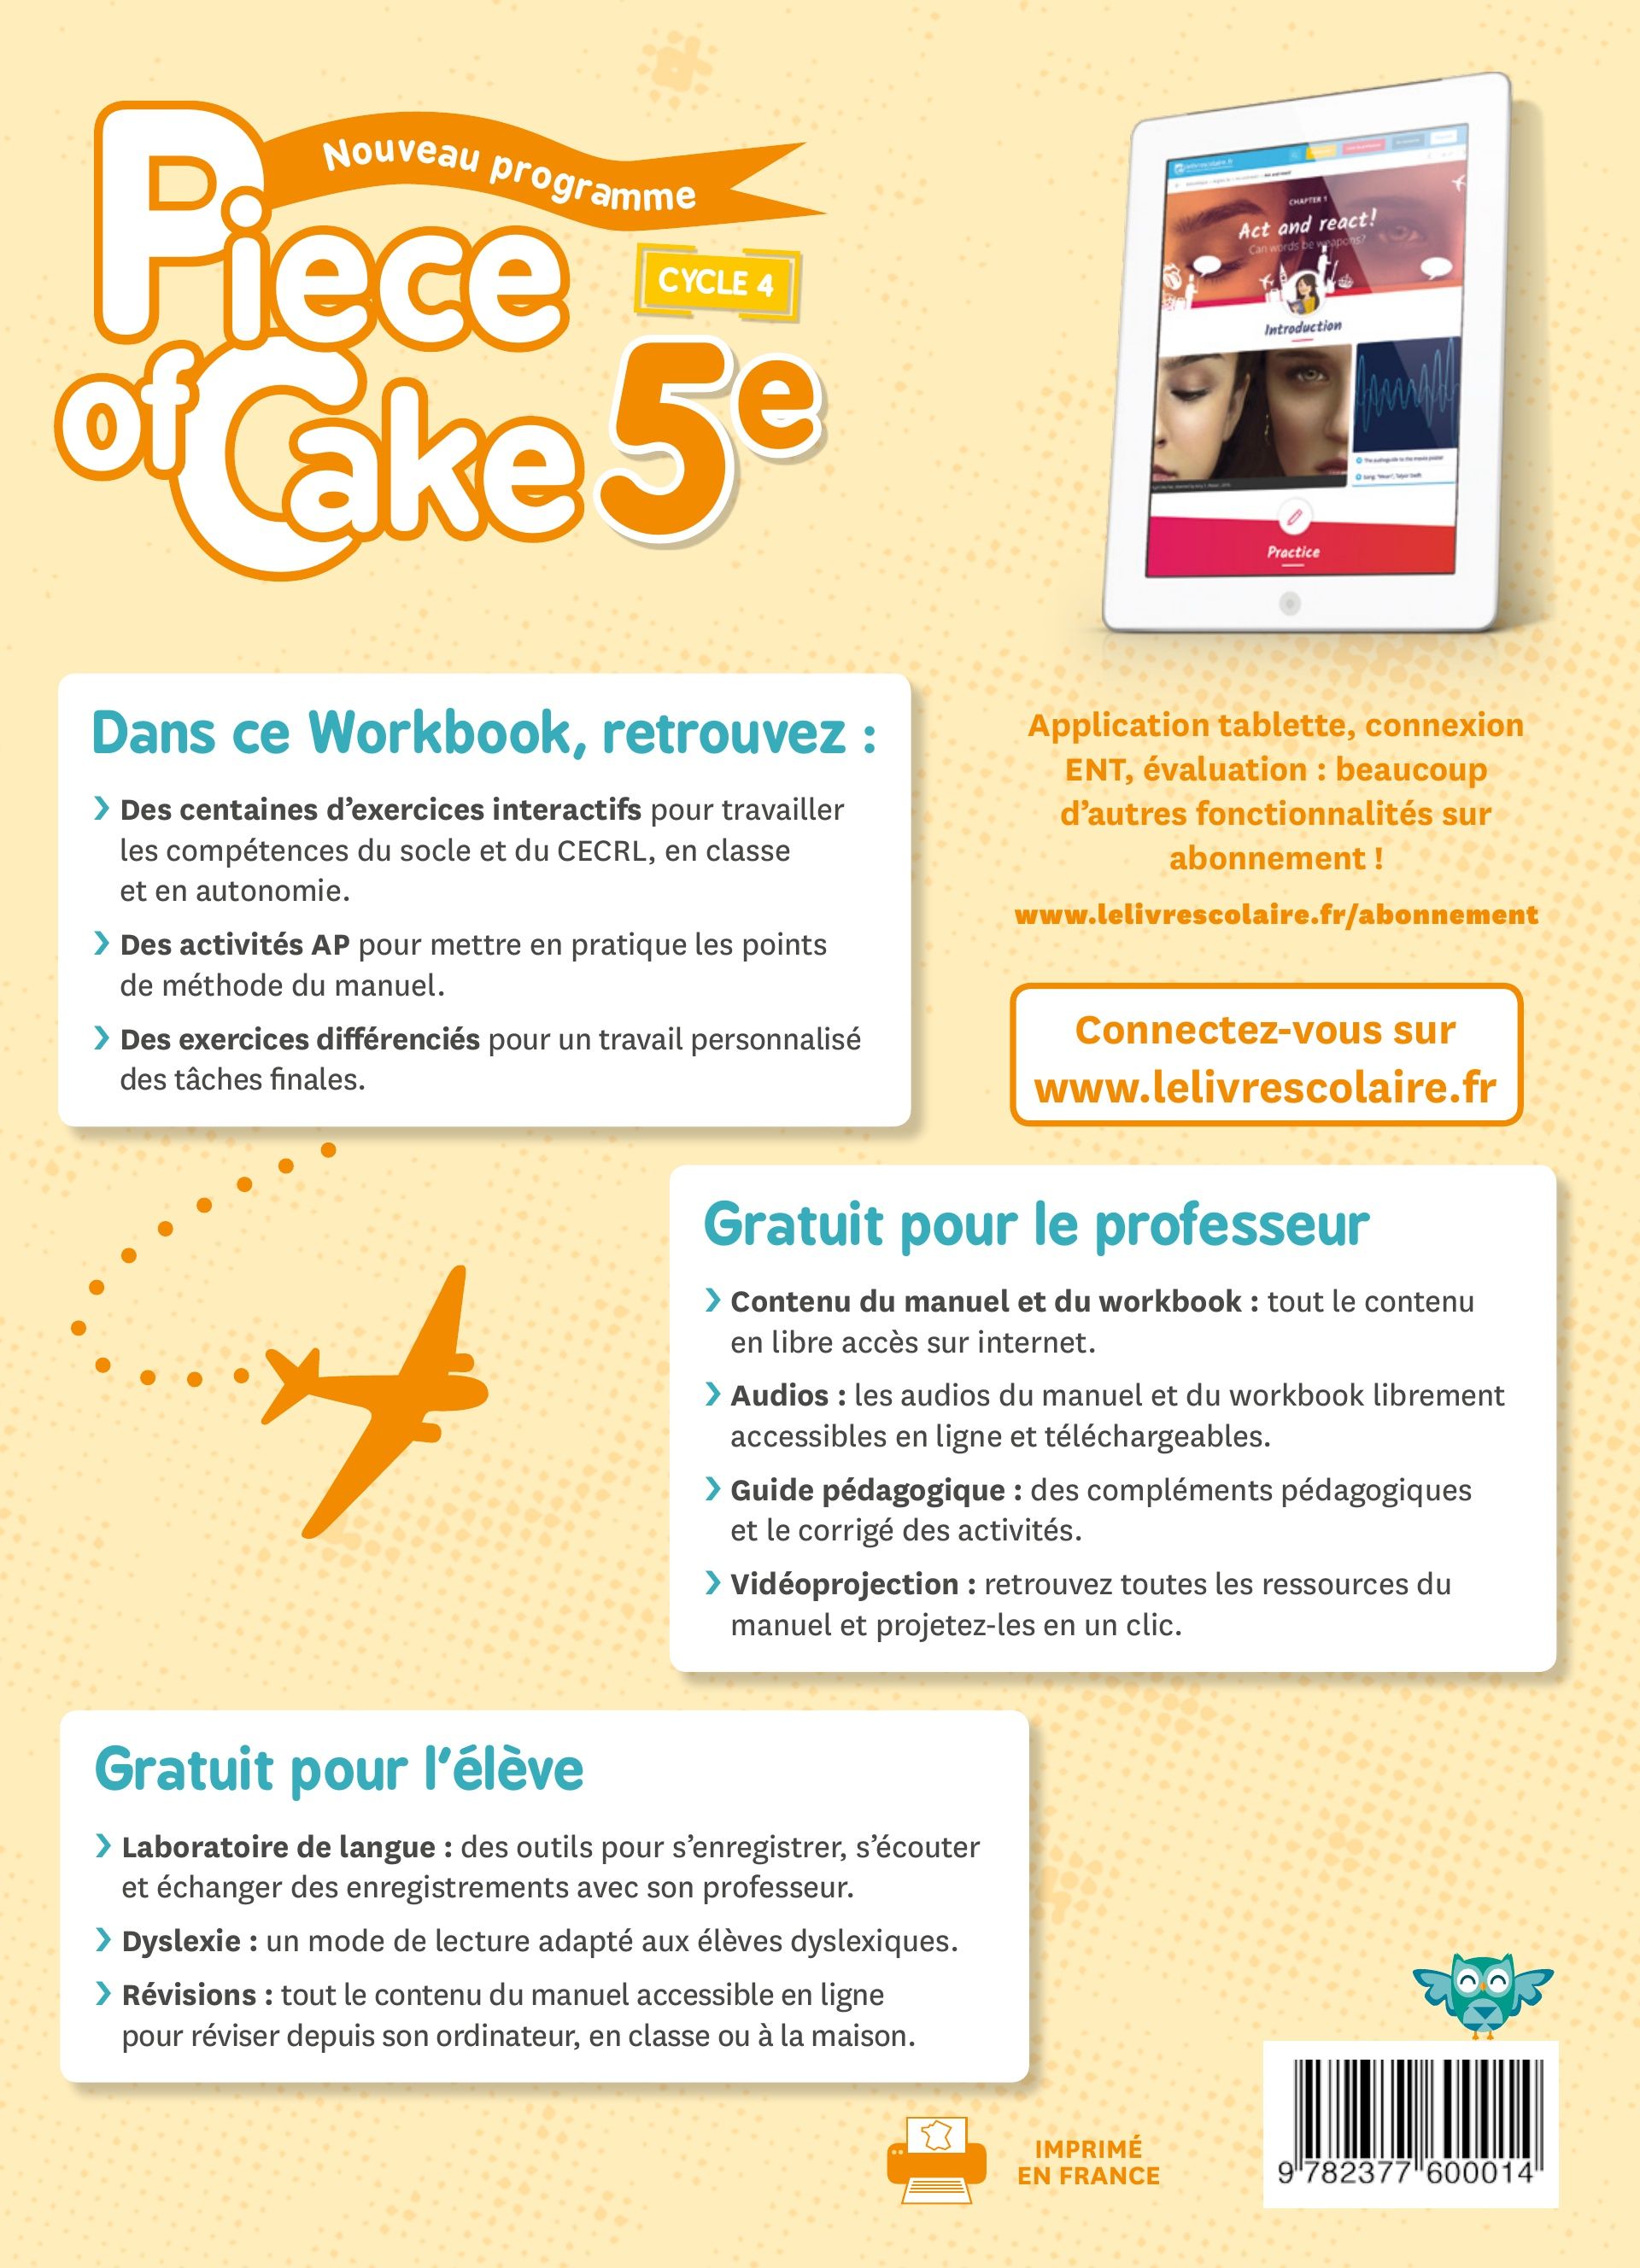 Nouveau programme
Piece
of Cake 5e
CYCLE 4
CHAPTER 1
Act and react!
Can words be weapons?
Introduction
Practice
Dans ce Workbook, retrouvez :
› Des centaines d’exercices interactifs pour travailler
les compétences du socle et du CECRL, en classe
et en autonomie.
› Des activités AP pour mettre en pratique les points
de méthode du manuel.
› Des exercices différenciés pour un travail personnalisé
des tâches finales.
Application tablette, connexion
ENT, évaluation : beaucoup
d’autres fonctionnalités sur
abonnement !
www.lelivrescolaire.fr/abonnement
Connectez-vous sur
www.lelivrescolaire.fr
Gratuit pour le professeur
› Contenu du manuel et du workbook : tout le contenu
en libre accès sur internet.
› Audios : les audios du manuel et du workbook librement
accessibles en ligne et téléchargeables.
› Guide pédagogique : des compléments pédagogiques
et le corrigé des activités.
› Vidéoprojection : retrouvez toutes les ressources du
manuel et projetez-les en un clic.
Gratuit pour l’élève
› Laboratoire de langue : des outils pour s’enregistrer, s’écouter
et échanger des enregistrements avec son professeur.
› Dyslexie : un mode de lecture adapté aux élèves dyslexiques.
› Révisions : tout le contenu du manuel accessible en ligne
pour réviser depuis son ordinateur, en classe ou à la maison.
IMPRIMÉ
EN FRANCE
9 782377 600014